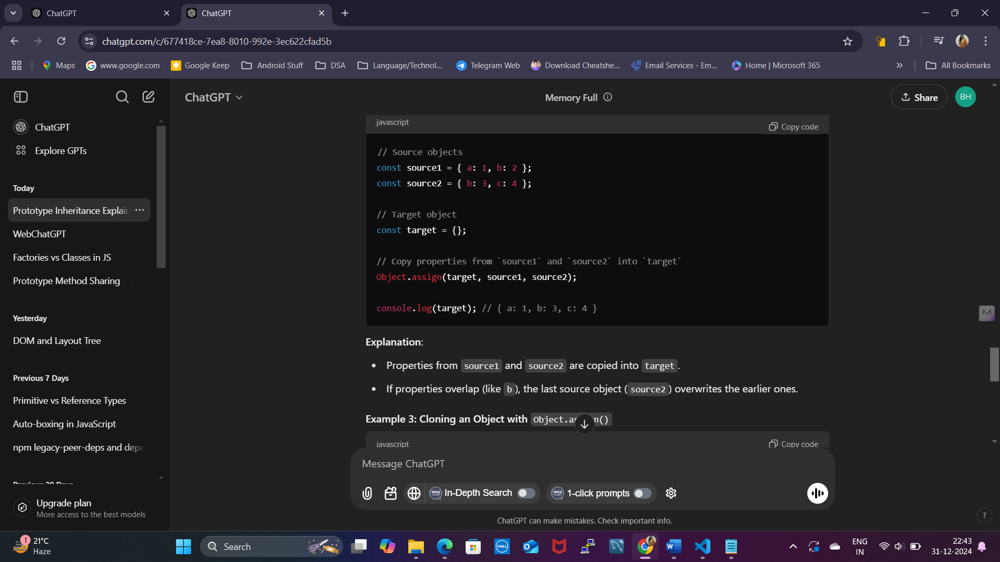 ChatGPT
ChatGPT
chatgpt.com/c/677418ce-7ea8-8010-992e-3ec622cfad5b
Maps
www.google.com
Google Keep
Android Stuff
DSA
Language/Technol...
Telegram Web
Download Cheatshe...
Email Services - Em...
Home | Microsoft 365
All Bookmarks
ChatGPT
Memory Full
Share
BH
ChatGPT
Explore GPTs
Today
Prototype Inheritance Explai
WebChatGPT
Factories vs Classes in JS
Prototype Method Sharing
Yesterday
DOM and Layout Tree
Previous 7 Days
Primitive vs Reference Types
Auto-boxing in JavaScript
npm legacy-peer-deps and depe
Previous 30 Days
Upgrade plan
More access to the best models
javascript
Copy code
// Source objects
const source1 = { a: 1, b: 2 };
const source2 = { b: 3, c: 4 };
// Target object
const target = {};
// Copy properties from `source1` and `source2` into `target`
Object.assign(target, source1, source2);
console.log(target); // { a: 1, b: 3, c: 4 }
Explanation:
• Properties from source1 and source2 are copied into target.
• If properties overlap (like b), the last source object (source2) overwrites the earlier ones.
Example 3: Cloning an Object with Object.as n()
javascript
Copy code
Message ChatGPT
Web
In-Depth Search
Web
1-click prompts
ChatGPT can make mistakes. Check important info.
?
1
21°C
Haze
Search
DELL
ENG
IN
22:43
31-12-2024